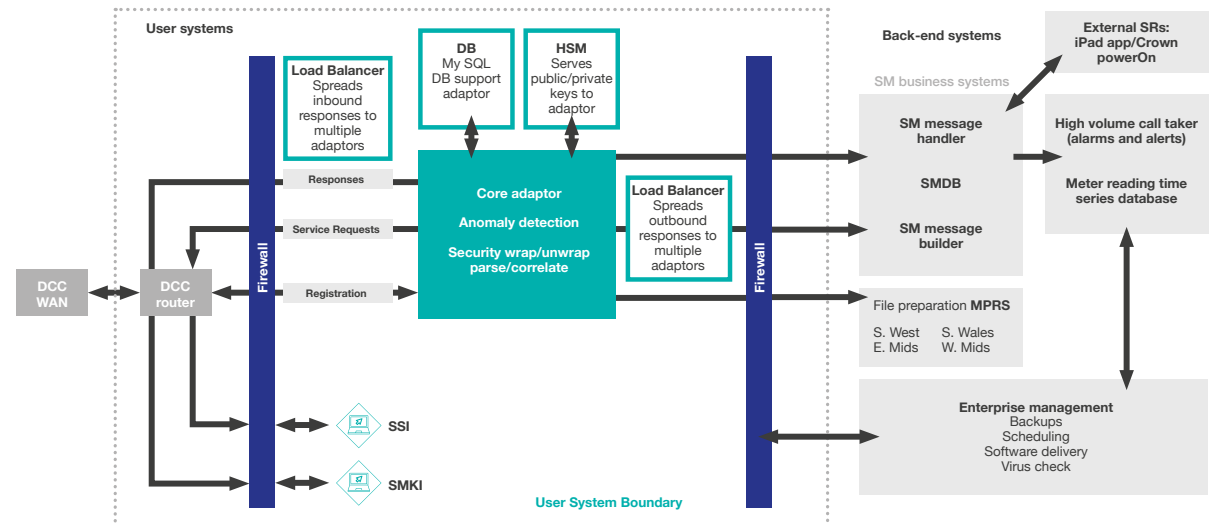 User systems
Load Balancer
Spreads
inbound
responses to
multiple
adaptors
DB
My SQL
DB support
adaptor
HSM
Serves
public/private
keys to
adaptor
Back-end systems
External SRs:
iPad app/Crown
powerOn
SM business systems
SM message
handler
SMDB
SM message
builder
High volume call taker
(alarms and alerts)
Meter reading time
series database
Responses
Service Requests
Registration
Core adaptor
Anomaly detection
Security wrap/unwrap
parse/correlate
Load Balancer
Spreads
outbound
responses to
multiple
adaptors
Firewall
Firewall
DCC
WAN
DCC
router
File preparation MPRS
S. West S. Wales
E. Mids W. Mids
Enterprise management
Backups
Scheduling
Software delivery
Virus check
SSI
SMKI
User System Boundary